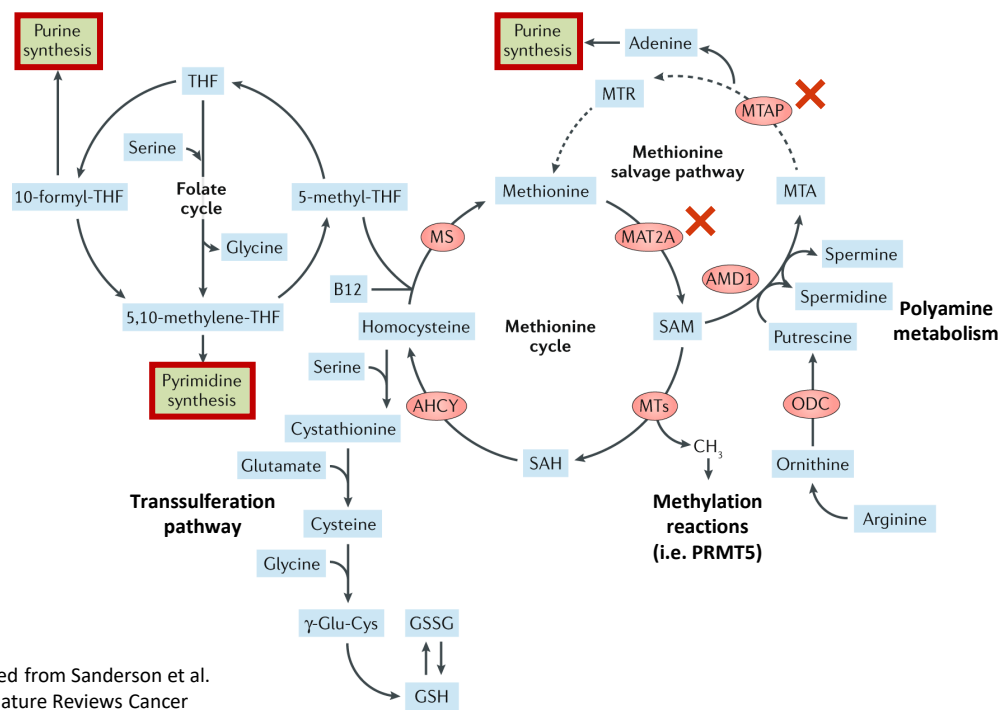 Purine
synthesis
Purine
synthesis
Adenine
THF
MTR
MTAP
Serine
Methionine
salvage pathway
10-formyl-THF
Folate
cycle
5-methyl-THF
Methionine
MTA
MS
MAT2A
Glycine
Spermine
B12
AMD1
Spermidine
5,10-methylene-THF
Homocysteine
Methionine
cycle
SAM
Putrescine
Polyamine
metabolism
Serine
Pyrimidine
synthesis
AHCY
MTs
ODC
Cystathionine
CH3
Glutamate
SAH
Ornithine
Transsulferation
pathway
Methylation
reactions
(i.e. PRMT5)
Cysteine
Arginine
Glycine
γ-Glu-Cys
GSSG
GSH
ed from Sanderson et al.
ature Reviews Cancer